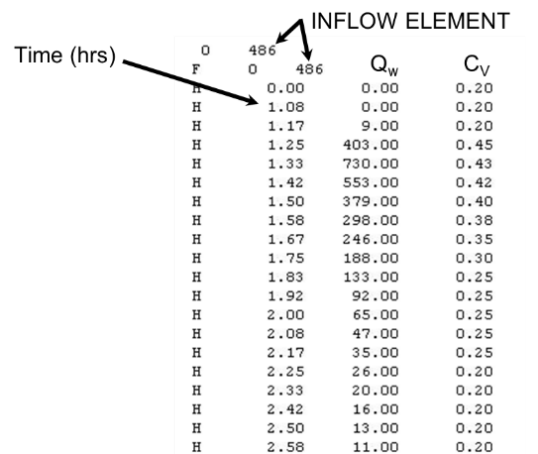 INFLOW ELEMENT
Time (hrs)
0 486
F 0 486 Qw CV
H 0.00 0.00 0.20
H 1.08 0.00 0.20
H 1.17 9.00 0.20
H 1.25 403.00 0.45
H 1.33 730.00 0.43
H 1.42 553.00 0.42
H 1.50 379.00 0.40
H 1.58 298.00 0.38
H 1.67 246.00 0.35
H 1.75 188.00 0.30
H 1.83 133.00 0.25
H 1.92 92.00 0.25
H 2.00 65.00 0.25
H 2.08 47.00 0.25
H 2.17 35.00 0.25
H 2.25 26.00 0.20
H 2.33 20.00 0.20
H 2.42 16.00 0.20
H 2.50 13.00 0.20
H 2.58 11.00 0.20